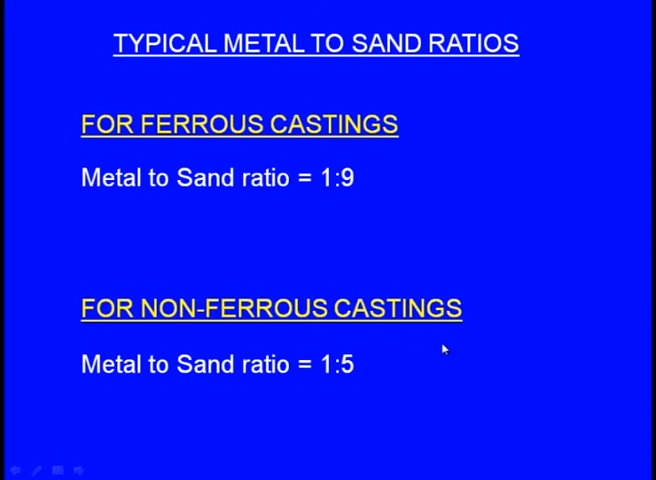 TYPICAL METAL TO SAND RATIOS
FOR FERROUS CASTINGS
Metal to Sand ratio = 1:9
FOR NON-FERROUS CASTINGS
Metal to Sand ratio = 1:5